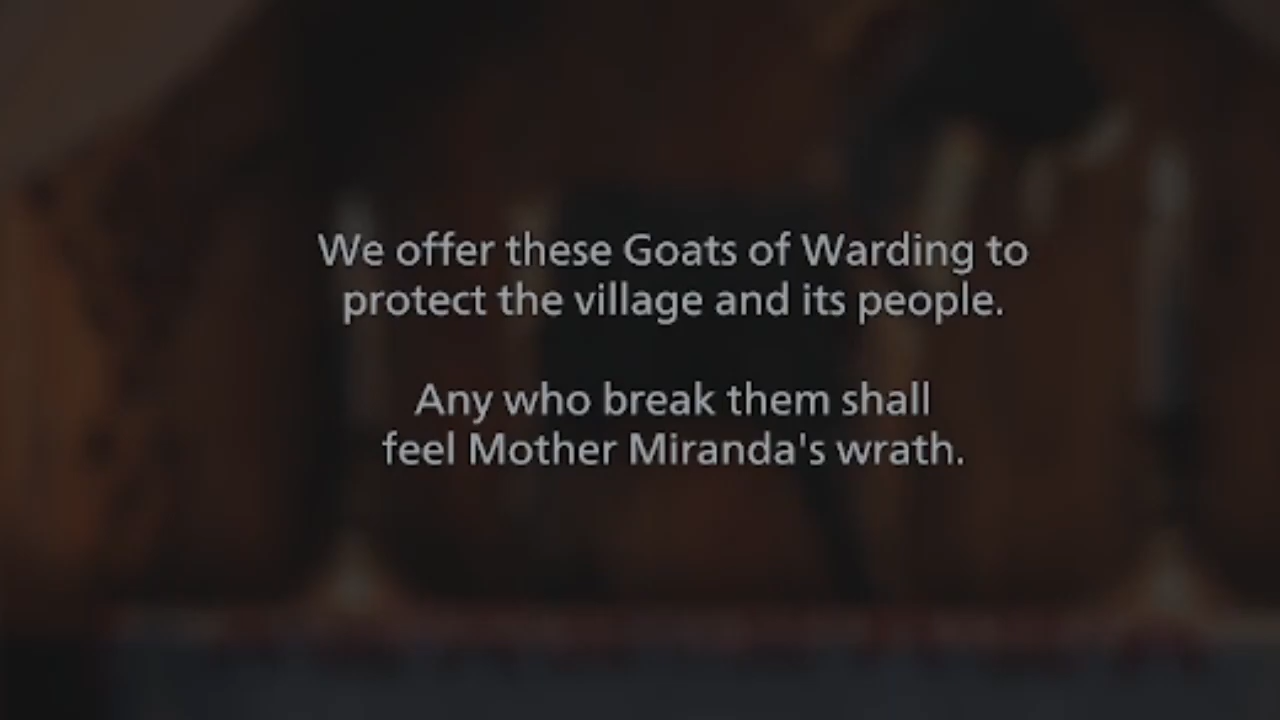 We offer these Goats of Warding to
protect the village and its people.
Any who break them shall
feel Mother Miranda's wrath.